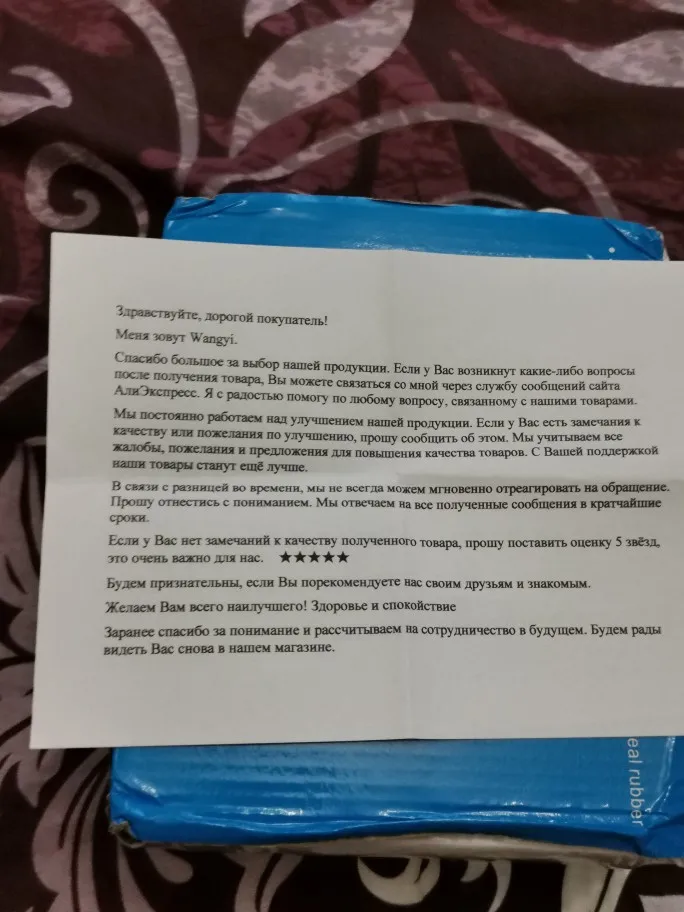 Здравствуйте, дорогой покупатель!
Меня зовут Wangyi.
Спасибо большое за выбор нашей продукции. Если у Вас возникнут какие-либо вопросы
после получения товара, Вы можете связаться со мной через службу сообщений сайта
АлиЭкспресс. Я с радостью помогу по любому вопросу, связанному с нашими товарами.
Мы постоянно работаем над улучшением нашей продукции. Если у Вас есть замечания к
качеству или пожелания по улучшению, прошу сообщить об этом. Мы учитываем все
жалобы, пожелания и предложения для повышения качества товаров. С Вашей поддержкой
наши товары станут ещё лучше.
В связи с разницей во времени, мы не всегда можем мгновенно отреагировать на обращение.
Прошу отнестись с пониманием. Мы отвечаем на все полученные сообщения в кратчайшие
сроки.
Если у Вас нет замечаний к качеству полученного товара, прошу поставить оценку 5 звёзд,
это очень важно для нас. ★★★★★
Будем признательны, если Вы порекомендуете нас своим друзьям и знакомым.
Желаем Вам всего наилучшего! Здоровье и спокойствие
Заранее спасибо за понимание и рассчитываем на сотрудничество в будущем. Будем рады
видеть Вас снова в нашем магазине.
eal rubber